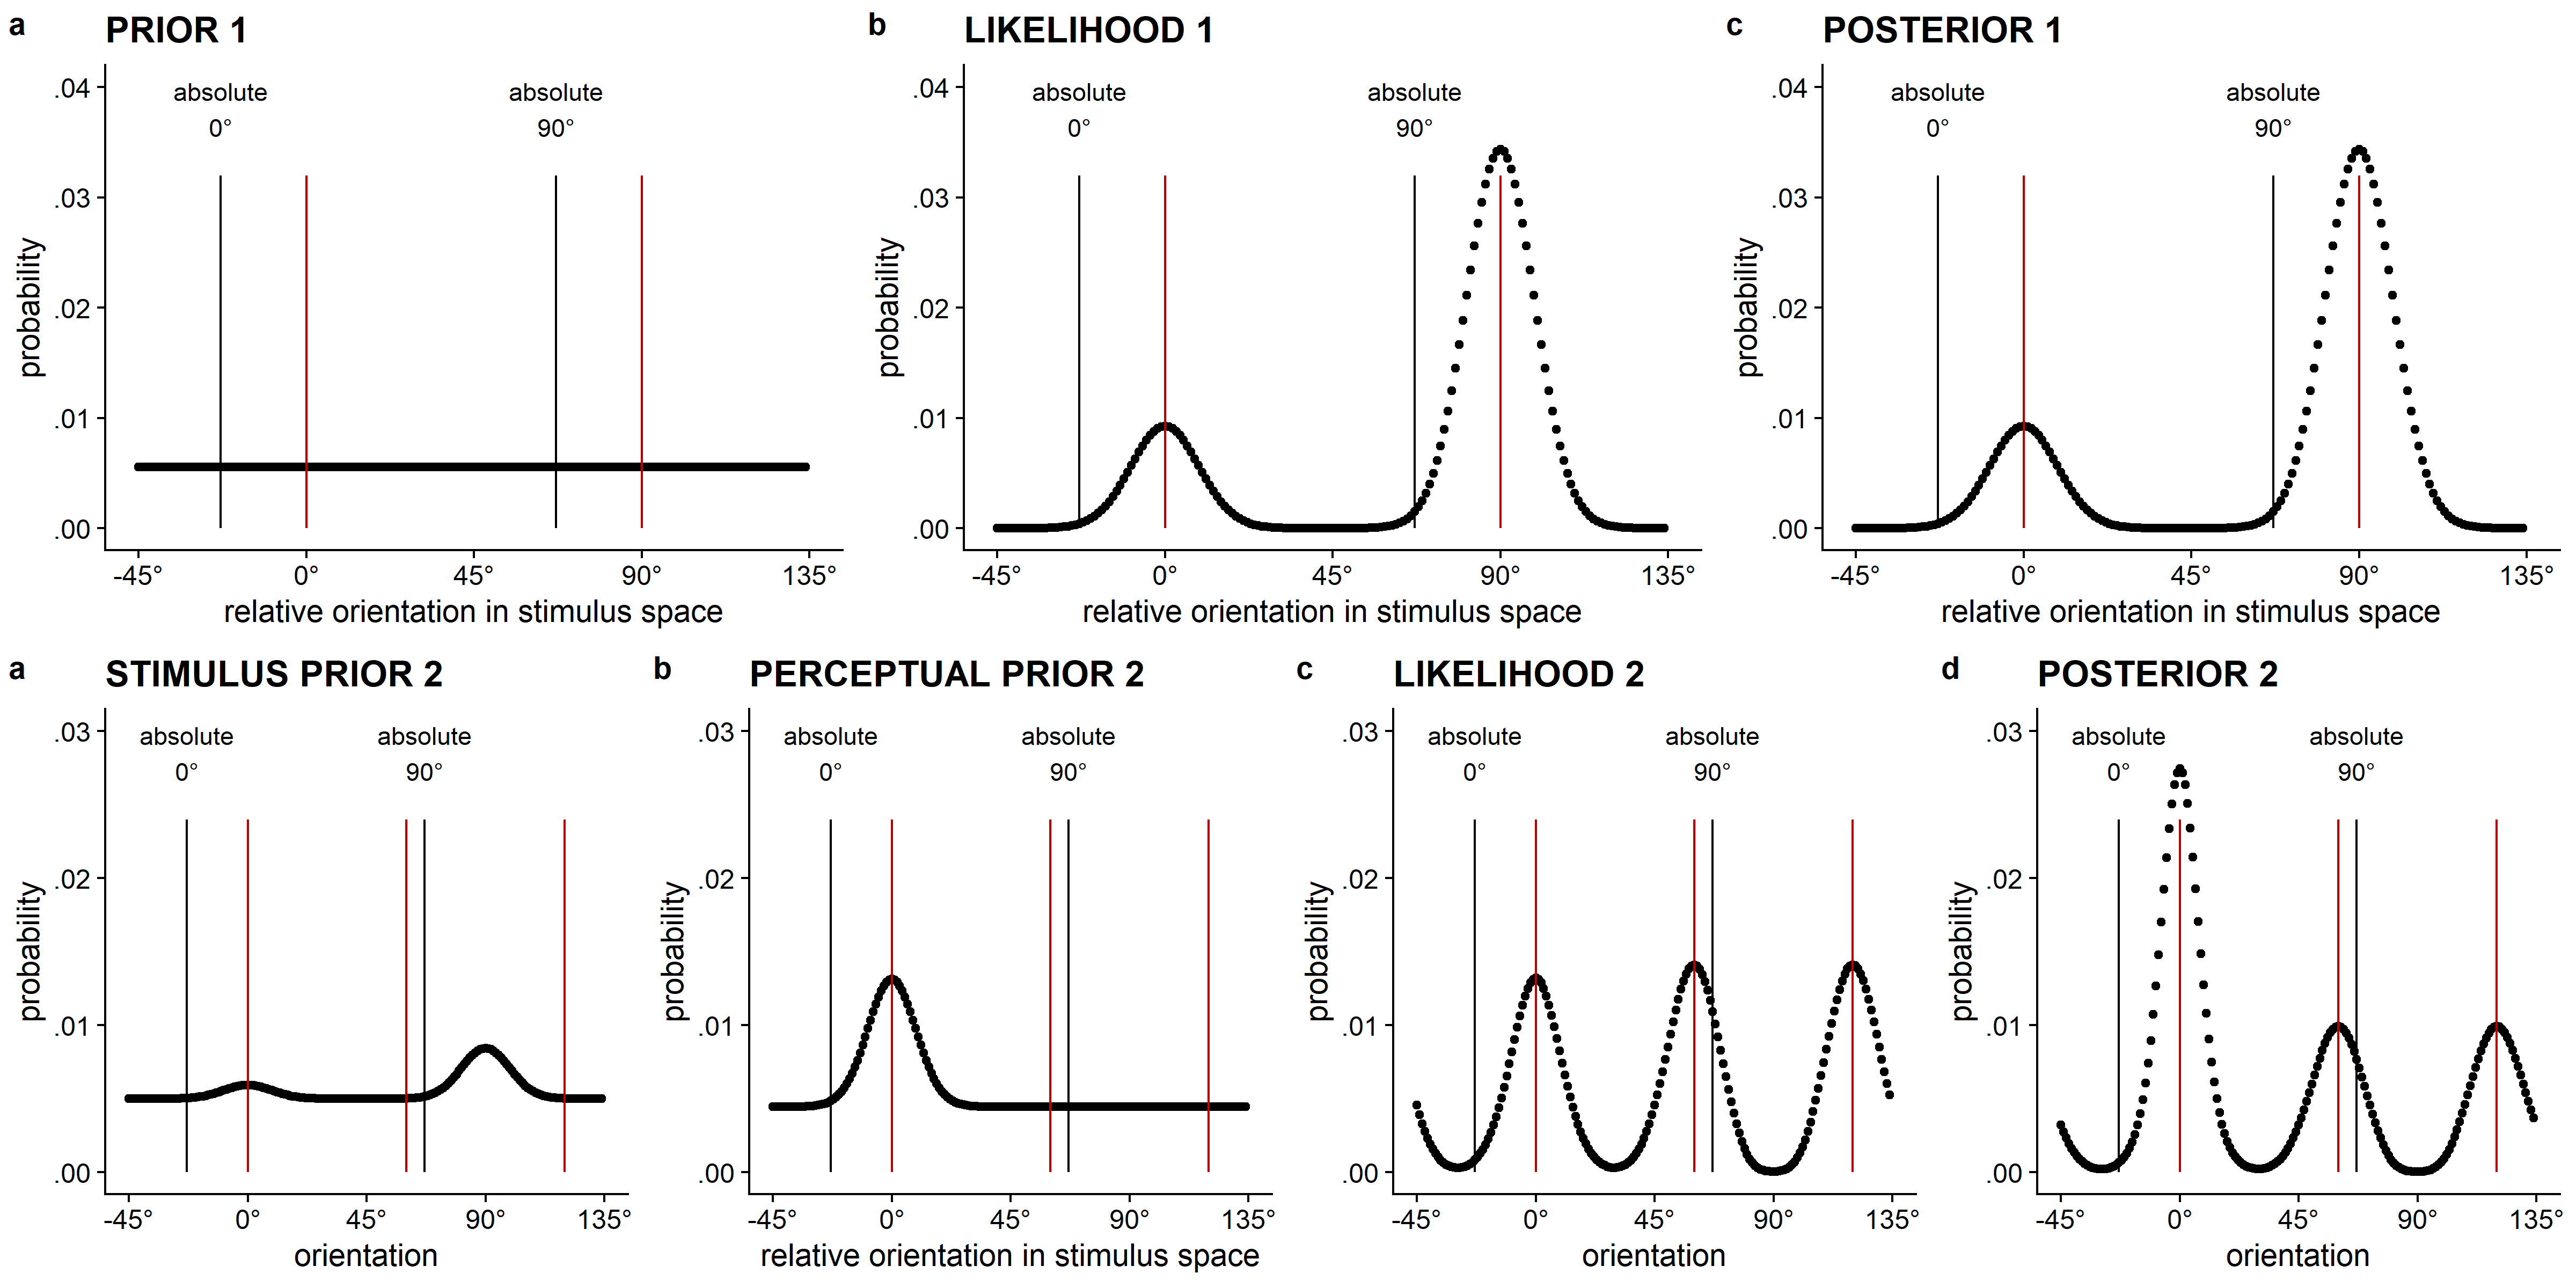 a PRIOR 1
absolute 0°
absolute 90°
.04
.03
.02
.01
.00
probability
-45° 0° 45° 90° 135°
relative orientation in stimulus space
b LIKELIHOOD 1
absolute 0°
absolute 90°
.04
.03
.02
.01
.00
probability
-45° 0° 45° 90° 135°
relative orientation in stimulus space
c POSTERIOR 1
absolute 0°
absolute 90°
.04
.03
.02
.01
.00
probability
-45° 0° 45° 90° 135°
relative orientation in stimulus space
a STIMULUS PRIOR 2
absolute 0°
absolute 90°
.03
.02
.01
.00
probability
-45° 0° 45° 90° 135°
orientation
b PERCEPTUAL PRIOR 2
absolute 0°
absolute 90°
.03
.02
.01
.00
probability
-45° 0° 45° 90° 135°
relative orientation in stimulus space
c LIKELIHOOD 2
absolute 0°
absolute 90°
.03
.02
.01
.00
probability
-45° 0° 45° 90° 135°
orientation
d POSTERIOR 2
absolute 0°
absolute 90°
.03
.02
.01
.00
probability
-45° 0° 45° 90° 135°
orientation